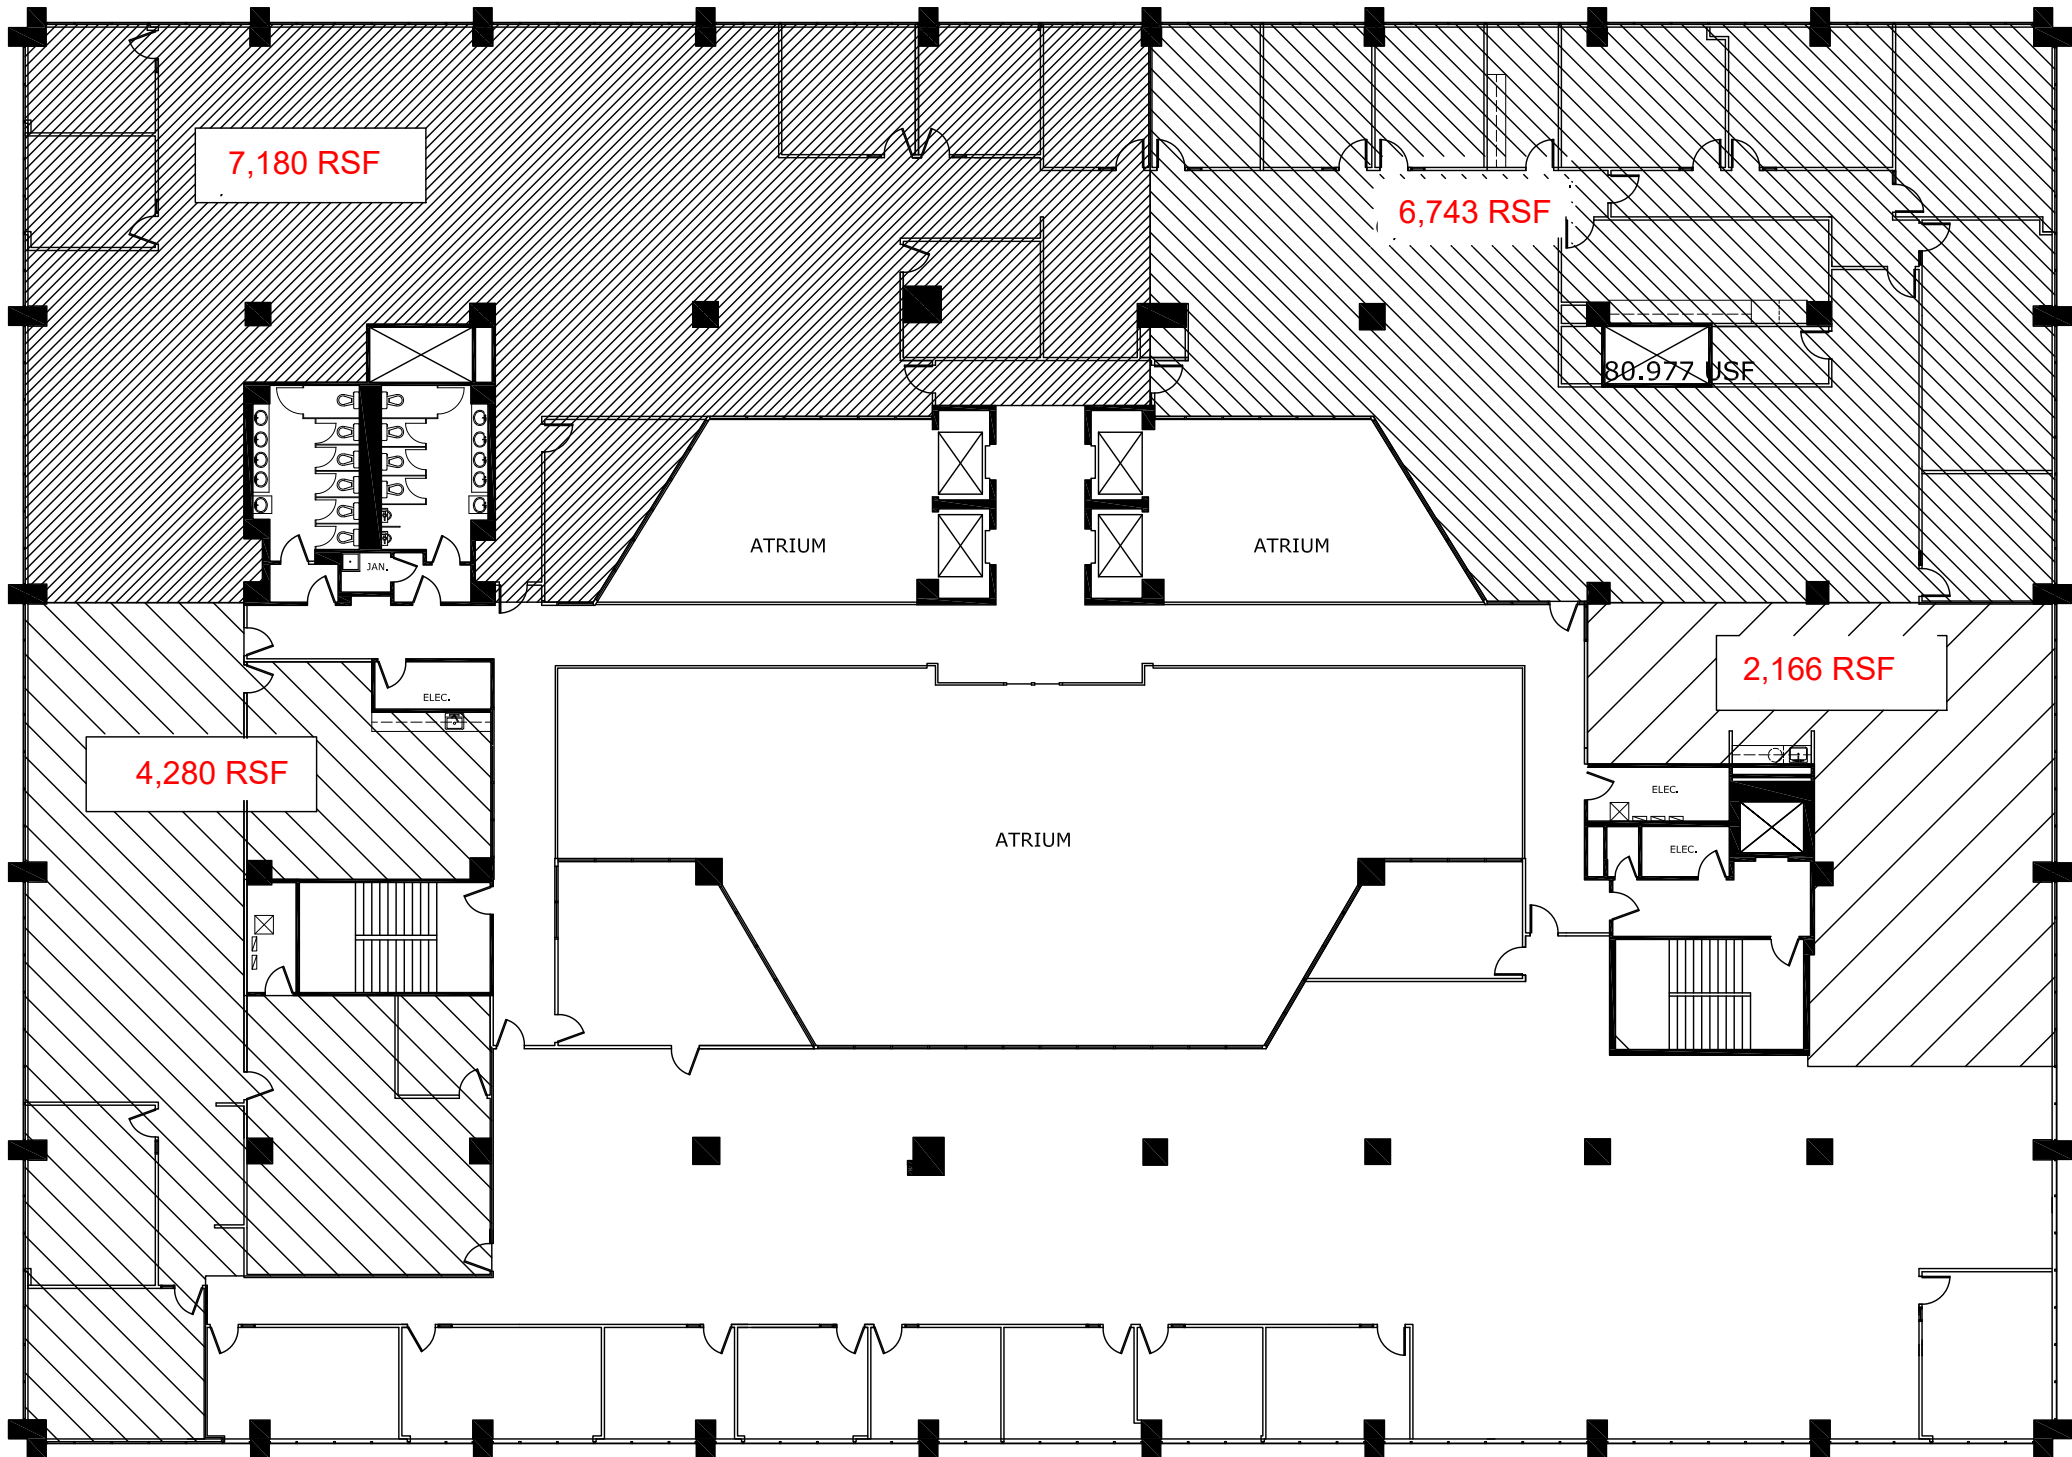 7,180 RSF
6,743 RSF
80.977 USF
ATRIUM
ATRIUM
JAN.
2,166 RSF
ELEC.
4,280 RSF
ELEC.
ATRIUM
ELEC.